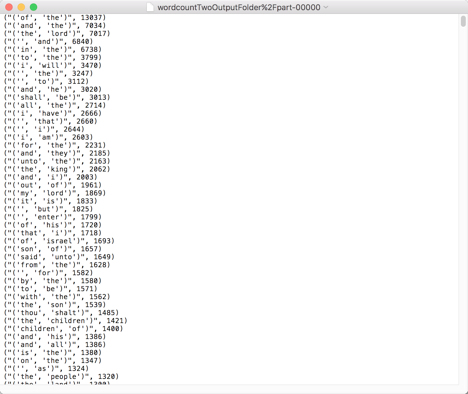 wordcountTwoOutputFolder%2Fpart-00000
("('of', 'the')", 13037)
("('and', 'the')", 7034)
("('the', 'lord')", 7017)
("('', 'and')", 6840)
("('in', 'the')", 6738)
("('to', 'the')", 3799)
("('i', 'will')", 3470)
("('', 'the')", 3247)
("('', 'to')", 3112)
("('and', 'he')", 3020)
("('shall', 'be')", 3013)
("('all', 'the')", 2714)
("('i', 'have')", 2666)
("('', 'that')", 2660)
("('', 'i')", 2644)
("('i', 'am')", 2603)
("('for', 'the')", 2231)
("('and', 'they')", 2185)
("('unto', 'the')", 2163)
("('the', 'king')", 2062)
("('and', 'i')", 2003)
("('out', 'of')", 1961)
("('my', 'lord')", 1869)
("('it', 'is')", 1833)
("('', 'but')", 1825)
("('', 'enter')", 1799)
("('of', 'his')", 1720)
("('that', 'i')", 1718)
("('of', 'israel')", 1693)
("('son', 'of')", 1657)
("('said', 'unto')", 1649)
("('from', 'the')", 1628)
("('', 'for')", 1582)
("('by', 'the')", 1580)
("('to', 'be')", 1571)
("('with', 'the')", 1562)
("('the', 'son')", 1539)
("('thou', 'shalt')", 1485)
("('the', 'children')", 1421)
("('children', 'of')", 1400)
("('and', 'his')", 1386)
("('and', 'all')", 1386)
("('is', 'the')", 1380)
("('on', 'the')", 1347)
("('', 'as')", 1324)
("('the', 'people')", 1320)
("('the', 'land')", 1300)